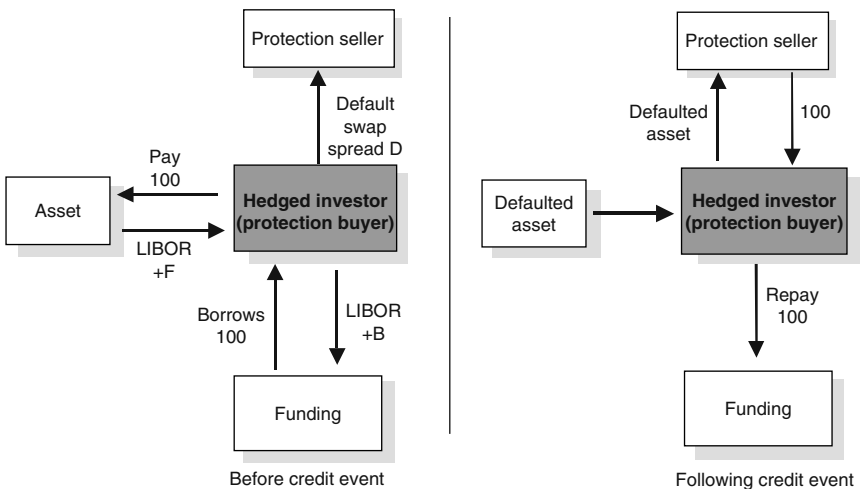 Protection seller
Default
swap
spread D
Pay
100
Asset
Hedged investor
(protection buyer)
LIBOR
+F
Borrows
100
LIBOR
+B
Funding
Before credit event
Protection seller
Defaulted
asset
100
Defaulted
asset
Hedged investor
(protection buyer)
Repay
100
Funding
Following credit event